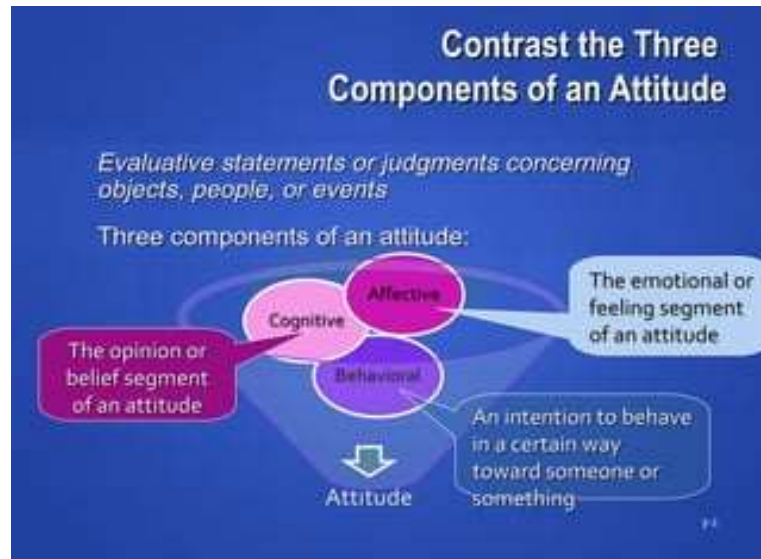 Contrast the Three
Components of an Attitude
Evaluative statements or judgments concerning
objects, people, or events
Three components of an attitude:
Affective
The emotional or
feeling segment
of an attitude
Cognitive
The opinion or
belief segment
of an attitude
Behavioral
An intention to behave
in a certain way
toward someone or
something
Attitude